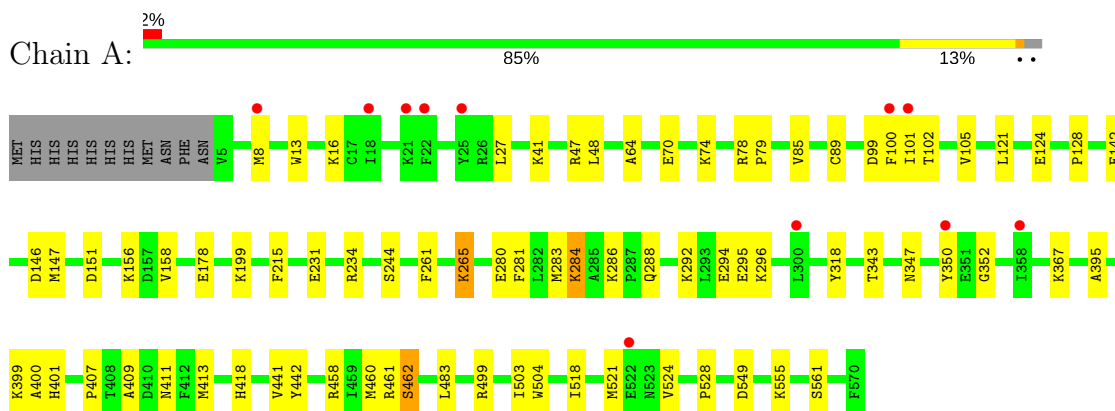 2%
Chain A:
85% 13% • •
MET HIS HIS HIS HIS HIS HIS MET ASN PHE ASN V5 M8 W13 K16 C17 I18 K21 F22 Y25 R26 L27 K41 R47 L48 A64 E70 K74 R78 P79 V85 C89 D99 F100 I101 T102 V105 L121 E124 P128
D146 M147 D151 K156 D157 V158 E178 K199 F215 E231 R234 S244 F261 K265 E280 F281 L282 M283 K284 A285 K286 P287 Q288 K292 L293 E294 E295 K296 L300 Y318 T343 N347 Y350 E351 G352 I358 K367 A395
K399 A400 H401 P407 T408 A409 D410 N411 F412 M413 H418 V441 Y442 R458 I459 M460 R461 S462 L483 R499 I503 W504 I518 M521 E522 N523 V524 P528 D549 K555 S561 F570